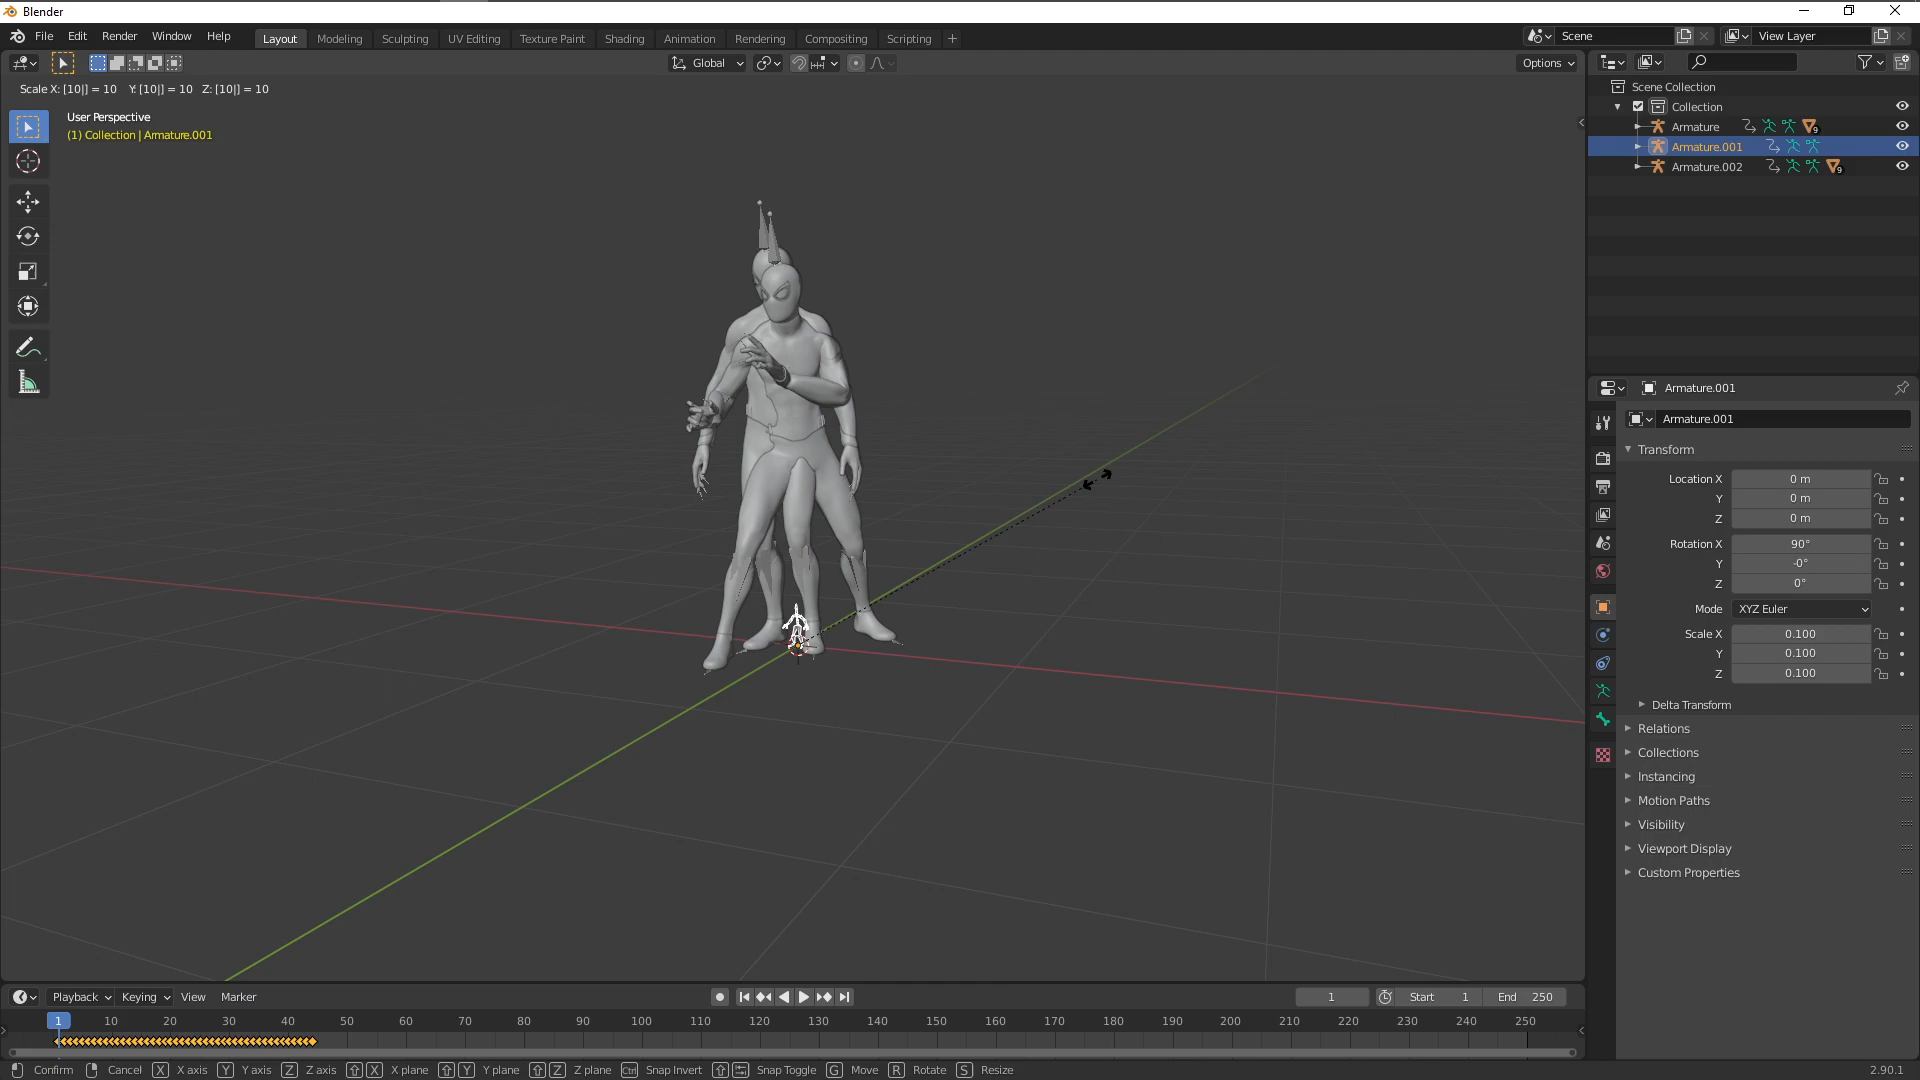 Blender
File Edit Render Window Help
Layout Modeling Sculpting UV Editing Texture Paint Shading Animation Rendering Compositing Scripting +
Scene
View Layer
Global
Options
Scale X: [10|] = 10 Y: [10|] = 10 Z: [10|] = 10
User Perspective
(1) Collection | Armature.001
Scene Collection
Collection
Armature
9
Armature.001
Armature.002
9
Armature.001
Armature.001
Transform
Location X 0 m
Y 0 m
Z 0 m
Rotation X 90°
Y -0°
Z 0°
Mode XYZ Euler
Scale X 0.100
Y 0.100
Z 0.100
Delta Transform
Relations
Collections
Instancing
Motion Paths
Visibility
Viewport Display
Custom Properties
Playback Keying View Marker
1
Start 1
End 250
1 10 20 30 40 50 60 70 80 90 100 110 120 130 140 150 160 170 180 190 200 210 220 230 240 250
Confirm Cancel X X axis Y Y axis Z Z axis X X plane Y Y plane Z Z plane Ctrl Snap Invert Snap Toggle G Move R Rotate S Resize
2.90.1